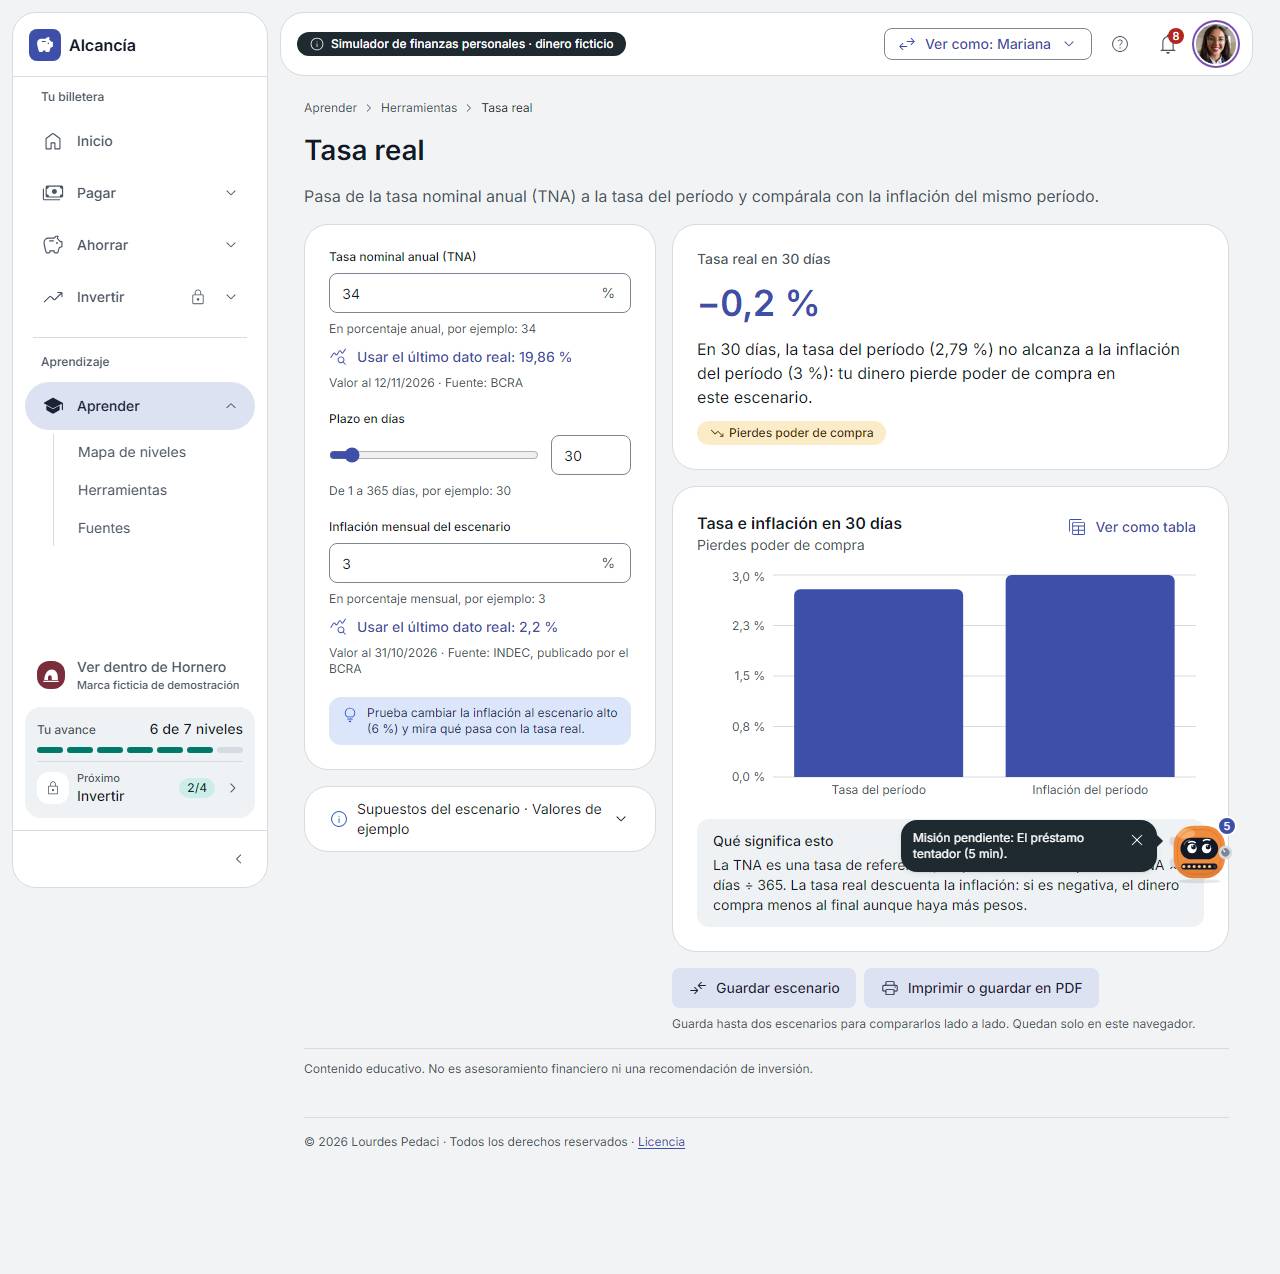 Alcancía
Simulador de finanzas personales · dinero ficticio
Ver como: Mariana
8
Tu billetera
Inicio
Pagar
Ahorrar
Invertir
Aprendizaje
Aprender
Mapa de niveles
Herramientas
Fuentes
Ver dentro de Hornero
Marca ficticia de demostración
Tu avance
6 de 7 niveles
Próximo
Invertir
2/4
Aprender
Herramientas
Tasa real
Tasa real
Pasa de la tasa nominal anual (TNA) a la tasa del período y compárala con la inflación del mismo período.
Tasa nominal anual (TNA)
34
%
En porcentaje anual, por ejemplo: 34
Usar el último dato real: 19,86 %
Valor al 12/11/2026 · Fuente: BCRA
Plazo en días
30
De 1 a 365 días, por ejemplo: 30
Inflación mensual del escenario
3
%
En porcentaje mensual, por ejemplo: 3
Usar el último dato real: 2,2 %
Valor al 31/10/2026 · Fuente: INDEC, publicado por el
BCRA
Prueba cambiar la inflación al escenario alto
(6 %) y mira qué pasa con la tasa real.
Supuestos del escenario · Valores de
ejemplo
Tasa real en 30 días
−0,2 %
En 30 días, la tasa del período (2,79 %) no alcanza a la inflación
del período (3 %): tu dinero pierde poder de compra en
este escenario.
Pierdes poder de compra
Tasa e inflación en 30 días
Pierdes poder de compra
Ver como tabla
3,0 %
2,3 %
1,5 %
0,8 %
0,0 %
Tasa del período
Inflación del período
Qué significa esto
La TNA es una tasa de
días ÷ 365. La tasa real descuenta la inflación: si es negativa, el dinero
compra menos al final aunque haya más pesos.
Misión pendiente: El préstamo
tentador (5 min).
5
Guardar escenario
Imprimir o guardar en PDF
Guarda hasta dos escenarios para compararlos lado a lado. Quedan solo en este navegador.
Contenido educativo. No es asesoramiento financiero ni una recomendación de inversión.
© 2026 Lourdes Pedaci · Todos los derechos reservados · Licencia